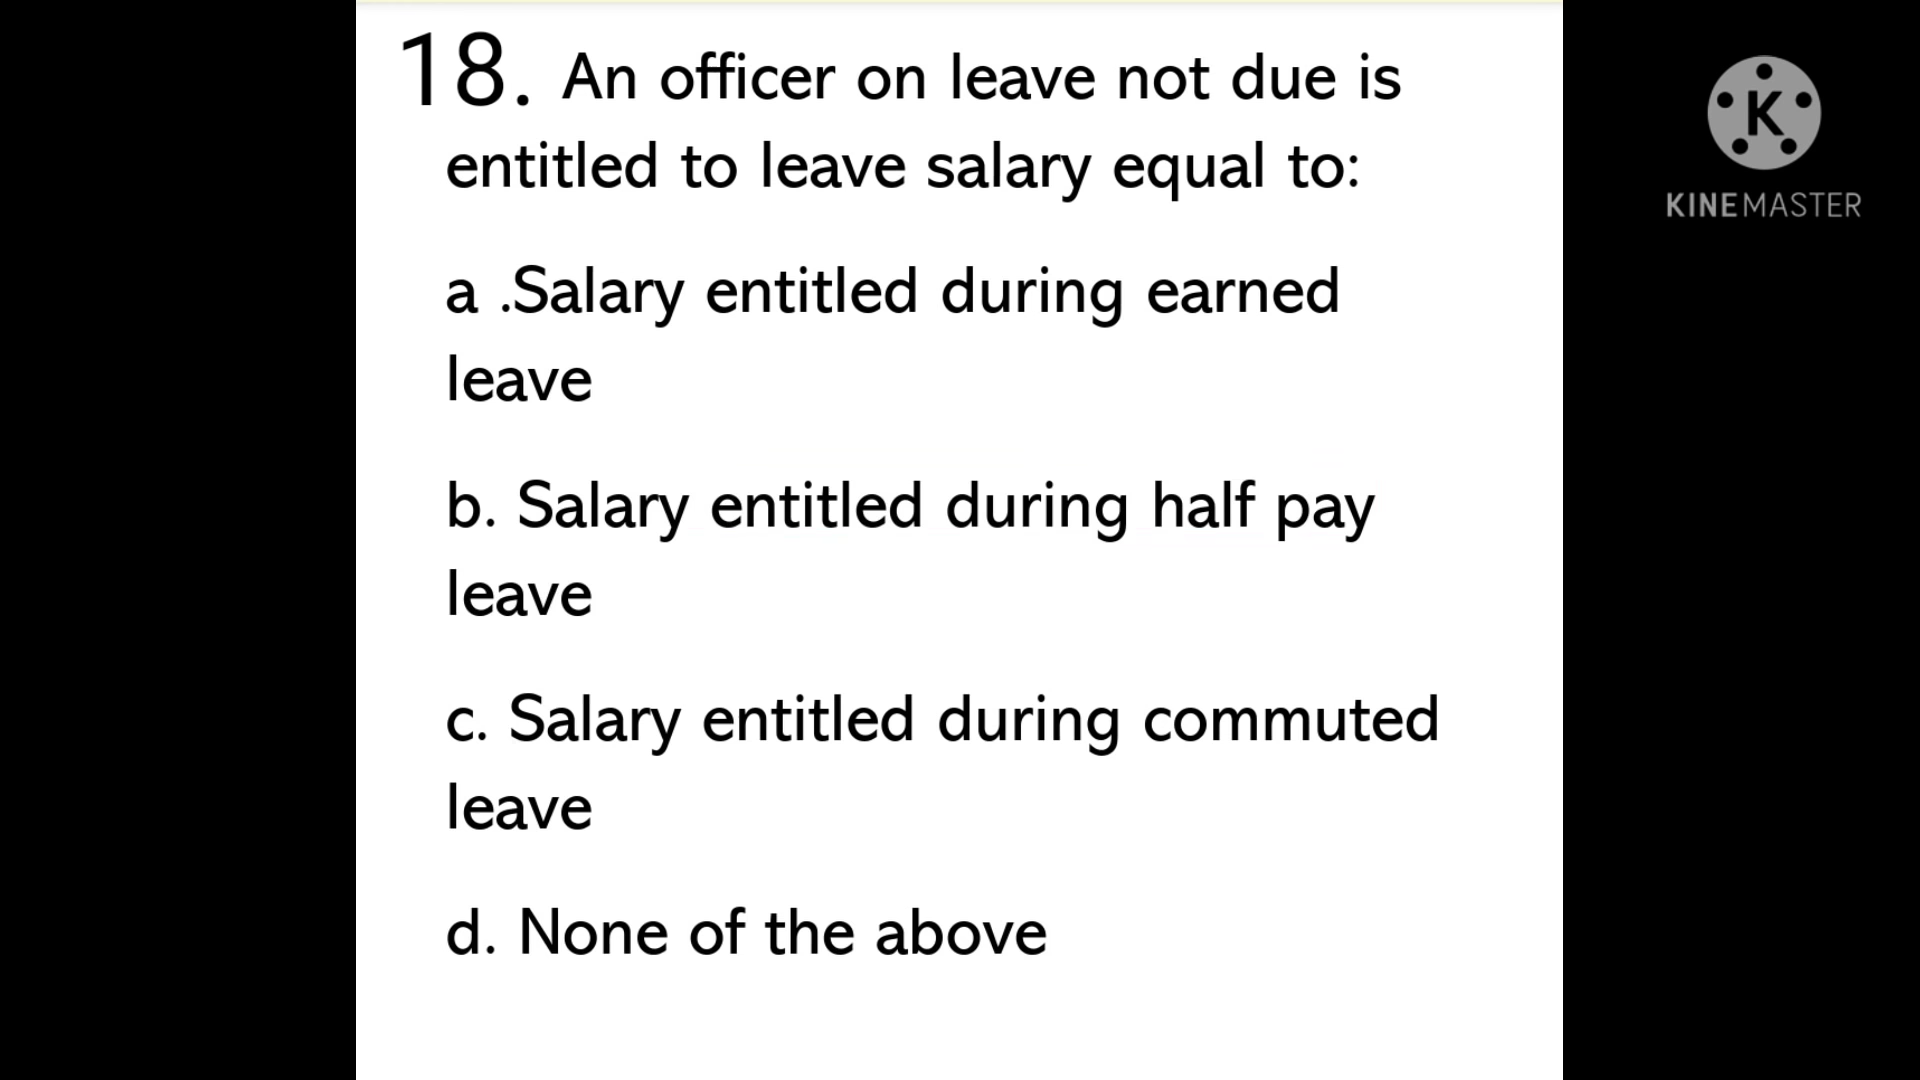 18. An officer on leave not due is
entitled to leave salary equal to:
a .Salary entitled during earned
leave
b. Salary entitled during half pay
leave
c. Salary entitled during commuted
leave
d. None of the above
K
KINEMASTER